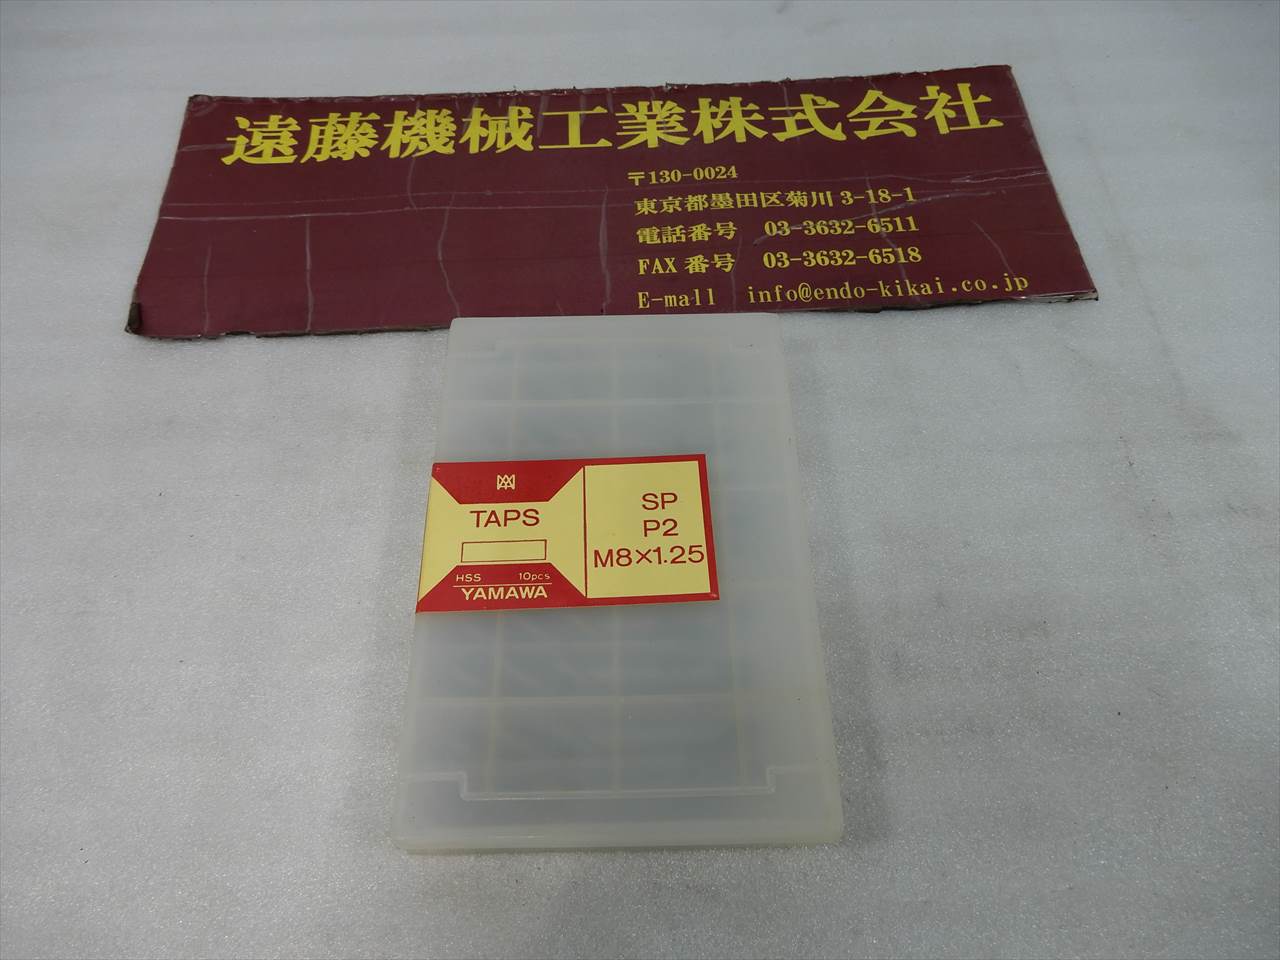 遠藤機械工業株式会社
〒130-0024
東京都墨田区菊川 3-18-1
電話番号 03-3632-6511
FAX 番号 03-3632-6518
E-mail info@endo-kikai.co.jp
TAPS
HSS 10pcs
YAMAWA
SP
P2
M8×1.25